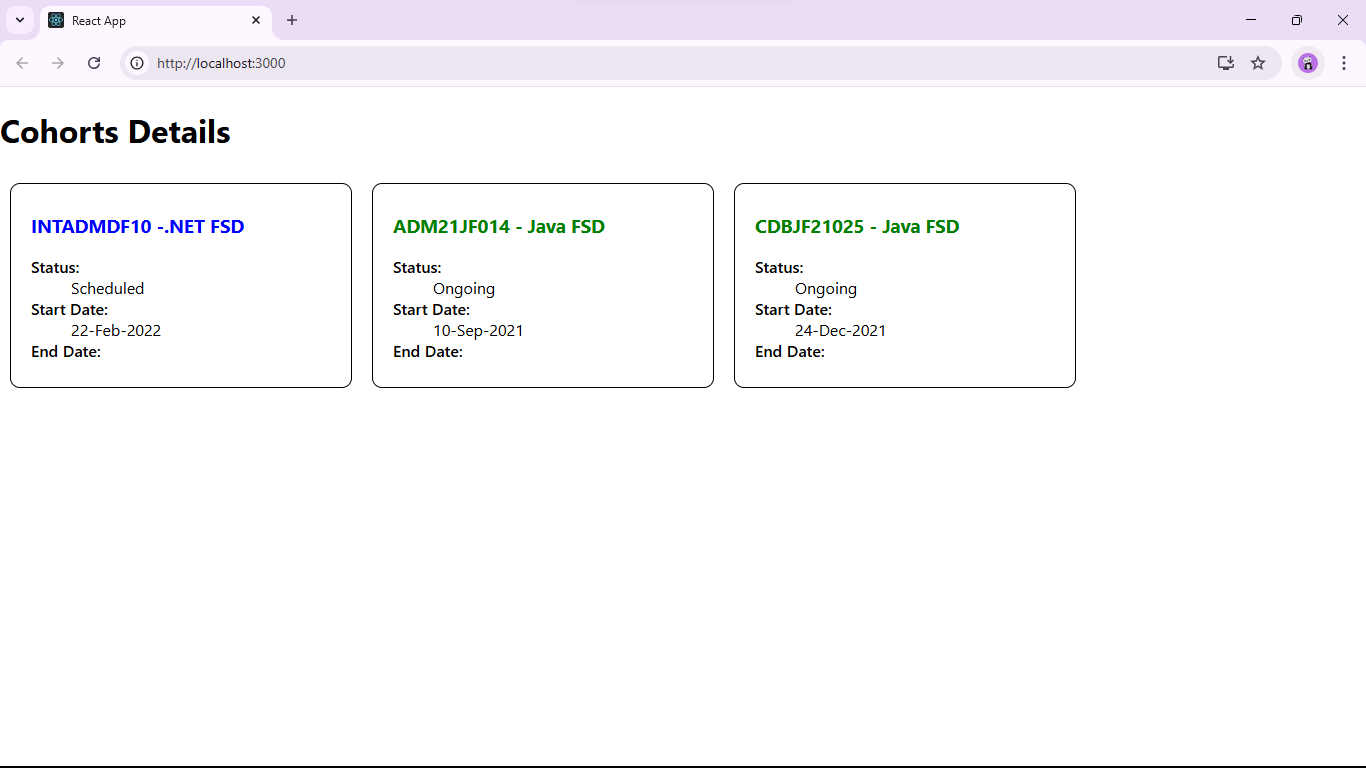 React App
http://localhost:3000
Cohorts Details
INTADMDF10 -.NET FSD
Status:
Scheduled
Start Date:
22-Feb-2022
End Date:
ADM21JF014 - Java FSD
Status:
Ongoing
Start Date:
10-Sep-2021
End Date:
CDBJF21025 - Java FSD
Status:
Ongoing
Start Date:
24-Dec-2021
End Date: